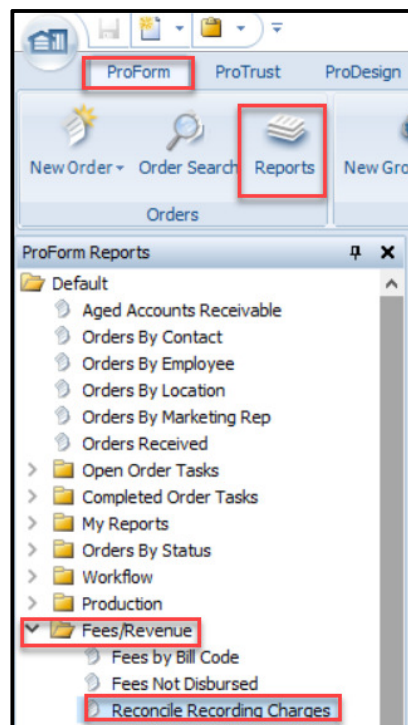 ProForm ProTrust ProDesign
New Order Order Search Reports New Gro
Orders
ProForm Reports
Default
Aged Accounts Receivable
Orders By Contact
Orders By Employee
Orders By Location
Orders By Marketing Rep
Orders Received
Open Order Tasks
Completed Order Tasks
My Reports
Orders By Status
Workflow
Production
Fees/Revenue
Fees by Bill Code
Fees Not Disbursed
Reconcile Recording Charges